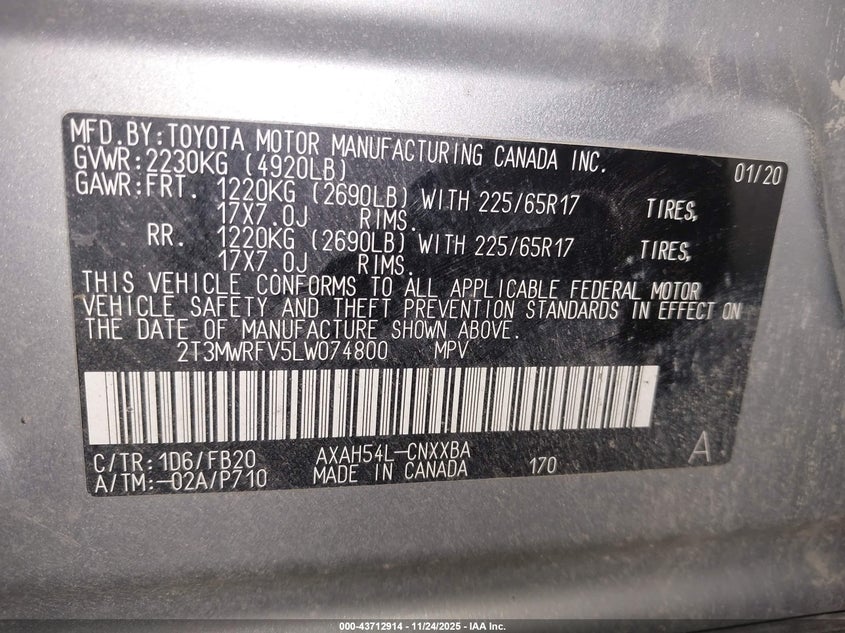 MFD.BY:TOYOTA MOTOR MANUFACTURING CANADA INC.
GVWR:2230KG (4920LB) 01/20
GAWR:FRT. 1220KG (2690LB) WITH 225/65R17 TIRES,
17X7.0J RIMS.
RR. 1220KG (2690LB) WITH 225/65R17 TIRES,
17X7.0J RIMS.
THIS VEHICLE CONFORMS TO ALL APPLICABLE FEDERAL MOTOR
VEHICLE SAFETY AND THEFT PREVENTION STANDARDS IN EFFECT ON
THE DATE OF MANUFACTURE SHOWN ABOVE.
2T3MWRFV5LW074800 MPV
C/TR:1D6/FB20 AXAH54L-CNXXBA A
A/TM:-02A/P710 MADE IN CANADA 170
000-43712914 - 11/24/2025 - IAA Inc.